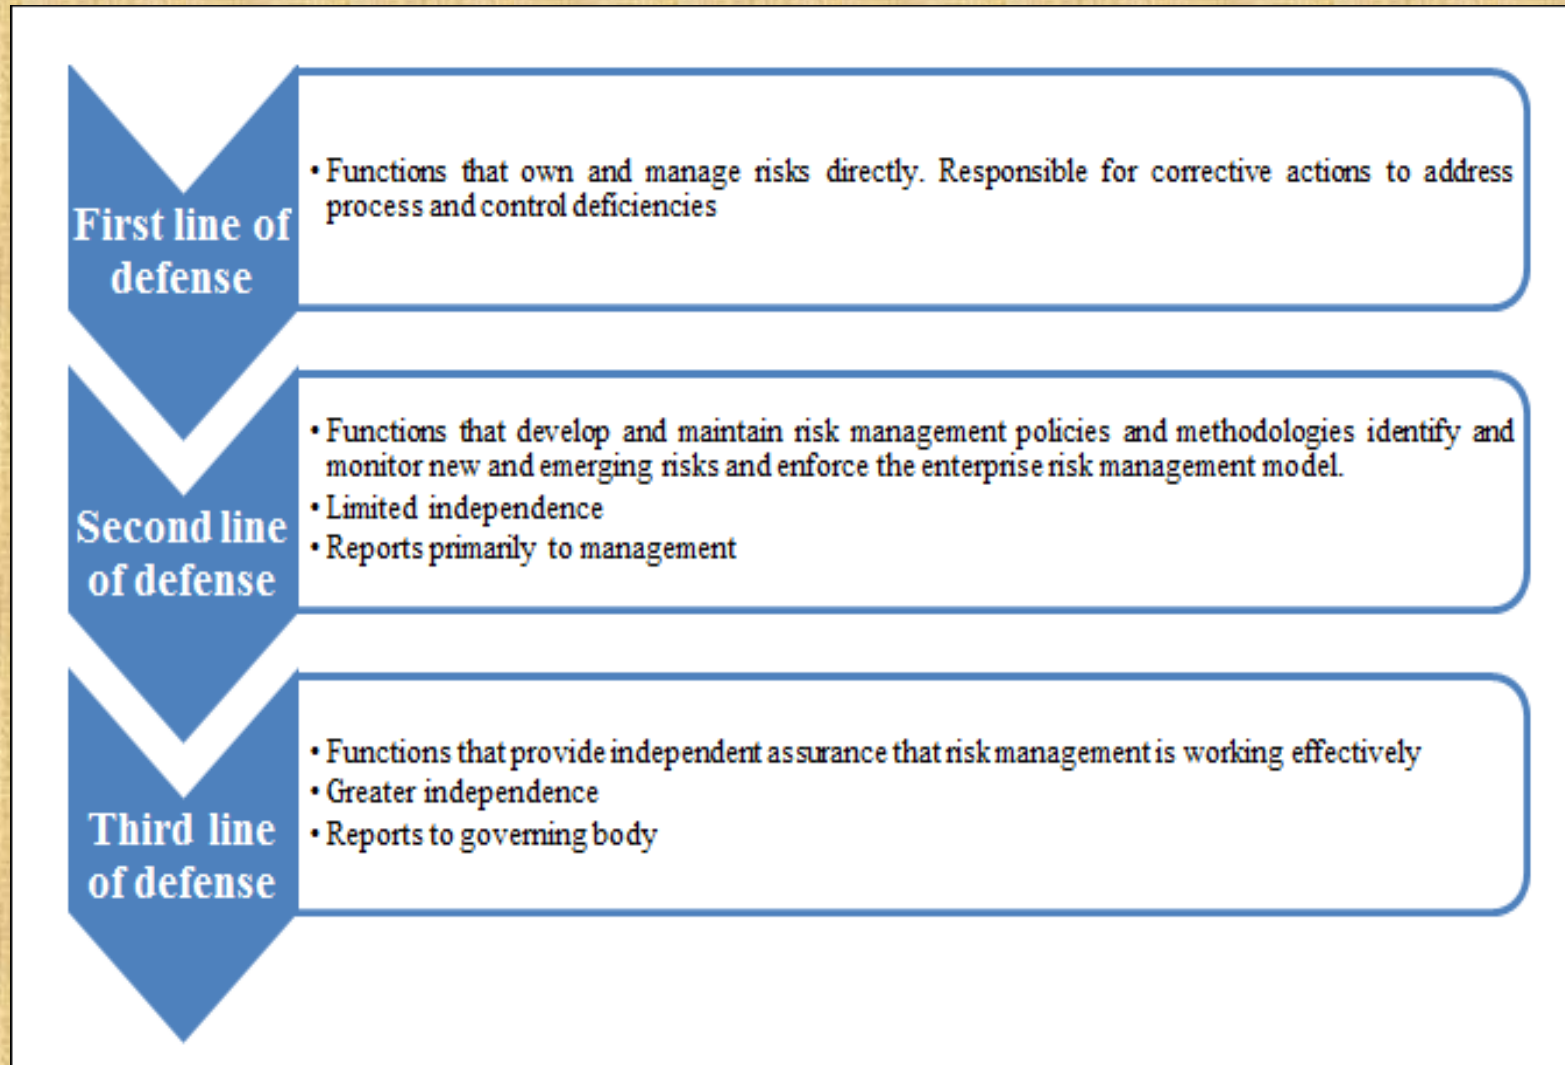 First line of
defense
• Functions that own and manage risks directly. Responsible for corrective actions to address
process and control deficiencies
Second line
of defense
• Functions that develop and maintain risk management policies and methodologies identify and
monitor new and emerging risks and enforce the enterprise risk management model.
• Limited independence
• Reports primarily to management
Third line
of defense
• Functions that provide independent assurance that risk management is working effectively
• Greater independence
• Reports to governing body